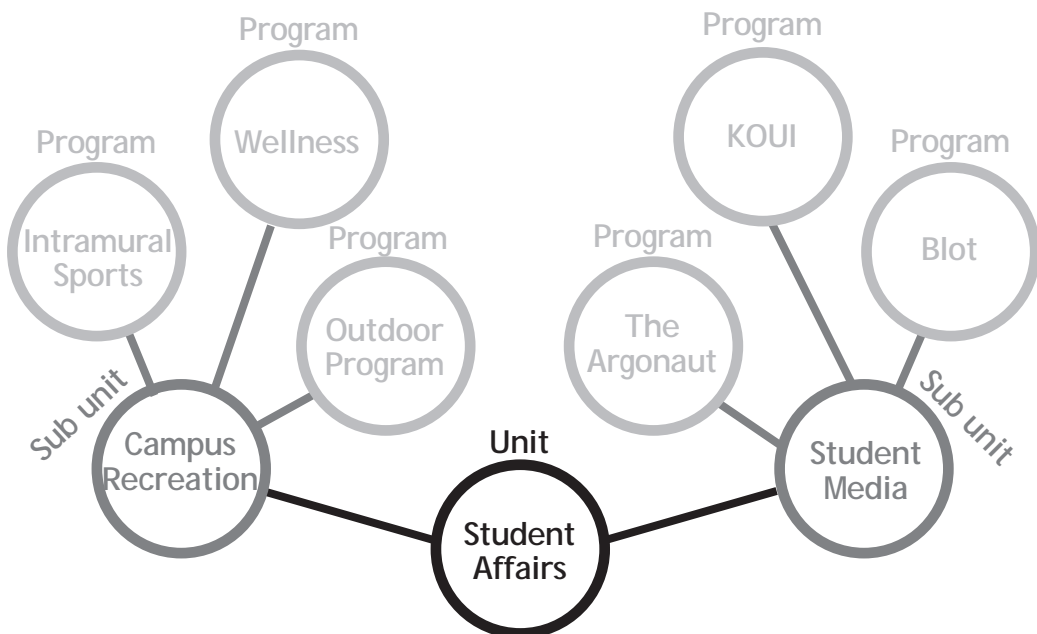 Program
Wellness
Program
Intramural
Sports
Program
Outdoor
Program
Sub unit
Campus
Recreation
Program
KOUI
Program
Blot
Program
The
Argonaut
Sub unit
Student
Media
Unit
Student
Affairs